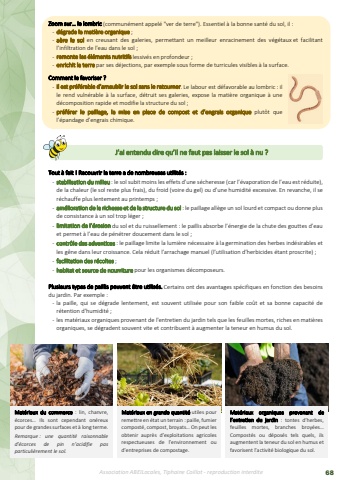 Zoom sur... le lombric (communément appelé "ver de terre"). Essentiel à la bonne santé du sol, il :
- dégrade la matière organique ;
- aère le sol en creusant des galeries, permettant un meilleur enracinement des végétaux et facilitant
l'infiltration de l'eau dans le sol ;
- remonte les éléments nutritifs lessivés en profondeur ;
- enrichit la terre par ses déjections, par exemple sous forme de turricules visibles à la surface.
Comment le favoriser ?
- Il est préférable d'ameublir le sol sans le retourner. Le labour est défavorable au lombric : il
le rend vulnérable à la surface, détruit ses galeries, expose la matière organique à une
décomposition rapide et modifie la structure du sol ;
- préférer le paillage, la mise en place de compost et d'engrais organique plutôt que
l'épandage d'engrais chimique.
J'ai entendu dire qu'il ne faut pas laisser le sol à nu ?
Tout à fait ! Recouvrir la terre a de nombreuses utilités :
- stabilisation du milieu : le sol subit moins les effets d'une sécheresse (car l'évaporation de l'eau est réduite),
de la chaleur (le sol reste plus frais), du froid (soire du gel) ou d'une humidité excessive. En revanche, il se
réchauffe plus lentement au printemps ;
- amélioration de la richesse et de la structure du sol : le paillage allège un sol lourd et compact ou donne plus
de consistance à un sol trop léger ;
- limitation de l'érosion du sol et du ruissellement : le paillis absorbe l'énergie de la chute des gouttes d'eau
et permet à l'eau de pénétrer doucement dans le sol ;
- contrôle des adventices : le paillage limite la lumière nécessaire à la germination des herbes indésirables et
les gêne dans leur croissance. Cela réduit l'arrachage manuel (l'utilisation d'herbicides étant proscrite) ;
- facilitation des récoltes ;
- habitat et source de nourriture pour les organismes décomposeurs.
Plusieurs types de paillis peuvent être utilisés. Certains ont des avantages spécifiques en fonction des besoins
du jardin. Par exemple :
- la paille, qui se dégrade lentement, est souvent utilisée pour son faible coût et sa bonne capacité de
rétention d'humidité ;
- les matériaux organiques provenant de l'entretien du jardin tels que les feuilles mortes, riches en matières
organiques, se dégradent souvent vite et contribuent à augmenter la teneur en humus du sol.
Matériaux du commerce : lin, chanvre,
écorces... Ils sont cependant onéreux
pour de grandes surfaces et à long terme.
Remarque : une quantité raisonnable
d'écorces de pin n'acidifie pas
particulièrement le sol.
Matériaux en grande quantité utiles pour
remettre en état un terrain : paille, fumier
composté, compost, broyats... On peut les
obtenir auprès d'exploitations agricoles
respectueuses de l'environnement ou
d'entreprises de compostage.
Matériaux organiques provenant de
l'entretien du jardin : tontes d'herbes,
feuilles mortes, branches broyées...
Compostés ou déposés tels quels, ils
augmentent la teneur du sol en humus et
favorisent l'activité biologique du sol.
Association ABEILocales, Tiphanie Caillot - reproduction interdite
68